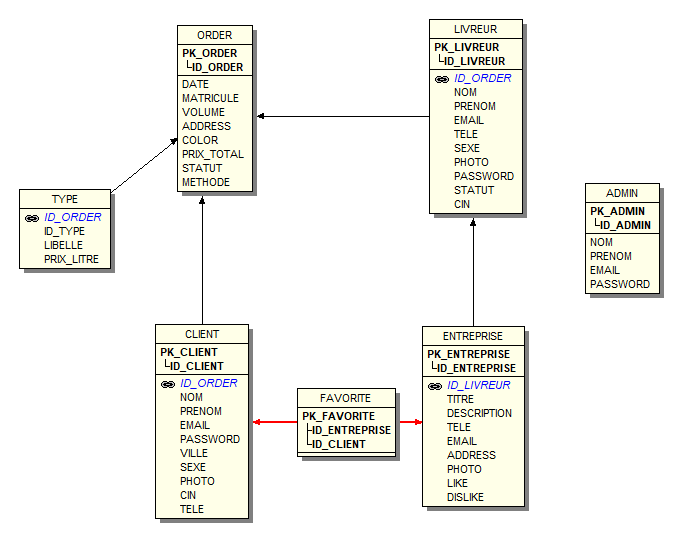 ORDER
PK_ORDER
ID_ORDER
DATE
MATRICULE
VOLUME
ADDRESS
COLOR
PRIX_TOTAL
STATUT
METHODE
LIVREUR
PK_LIVREUR
ID_LIVREUR
ID_ORDER
NOM
PRENOM
EMAIL
TELE
SEXE
PHOTO
PASSWORD
STATUT
CIN
TYPE
ID_ORDER
ID_TYPE
LIBELLE
PRIX_LITRE
ADMIN
PK_ADMIN
ID_ADMIN
NOM
PRENOM
EMAIL
PASSWORD
CLIENT
PK_CLIENT
ID_CLIENT
ID_ORDER
NOM
PRENOM
EMAIL
PASSWORD
VILLE
SEXE
PHOTO
CIN
TELE
FAVORITE
PK_FAVORITE
ID_ENTREPRISE
ID_CLIENT
ENTREPRISE
PK_ENTREPRISE
ID_ENTREPRISE
ID_LIVREUR
TITRE
DESCRIPTION
TELE
EMAIL
ADDRESS
PHOTO
LIKE
DISLIKE